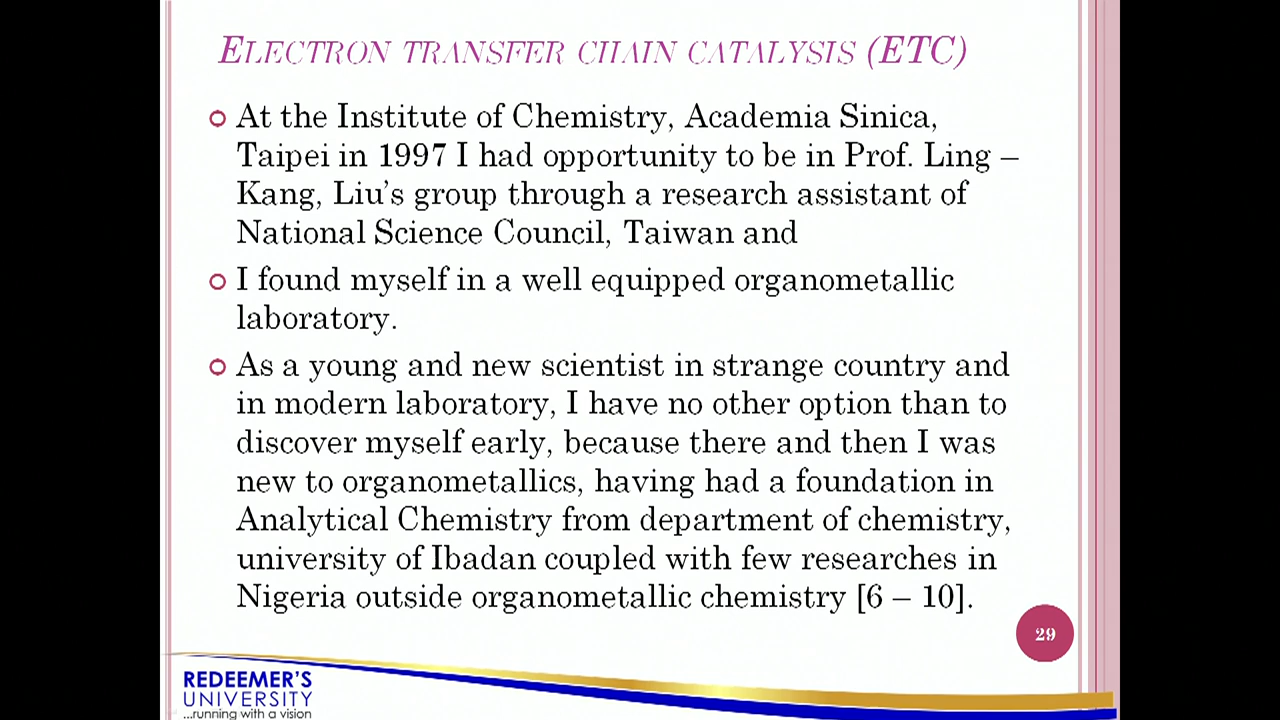 ELECTRON TRANSFER CHAIN CATALYSIS (ETC)
At the Institute of Chemistry, Academia Sinica,
Taipei in 1997 I had opportunity to be in Prof. Ling –
Kang, Liu's group through a research assistant of
National Science Council, Taiwan and
I found myself in a well equipped organometallic
laboratory.
As a young and new scientist in strange country and
in modern laboratory, I have no other option than to
discover myself early, because there and then I was
new to organometallics, having had a foundation in
Analytical Chemistry from department of chemistry,
university of Ibadan coupled with few researches in
Nigeria outside organometallic chemistry [6 – 10].
29
REDEEMER'S
UNIVERSITY
...running with a vision